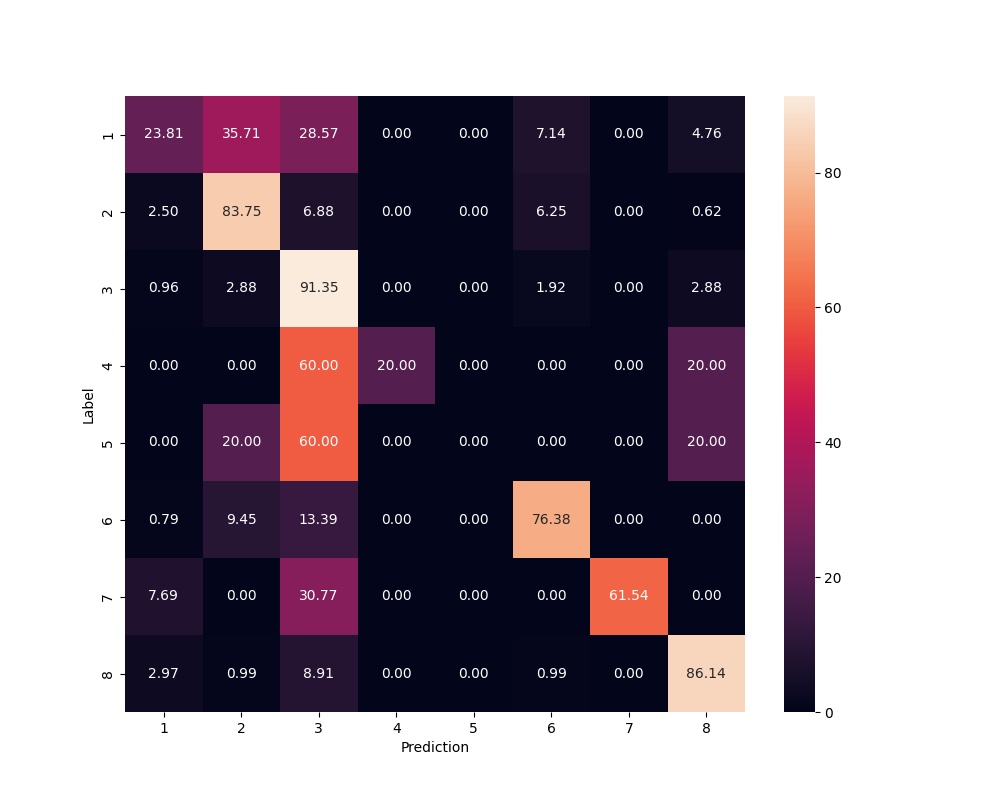 1 23.81 35.71 28.57 0.00 0.00 7.14 0.00 4.76
2 2.50 83.75 6.88 0.00 0.00 6.25 0.00 0.62
3 0.96 2.88 91.35 0.00 0.00 1.92 0.00 2.88
4 0.00 0.00 60.00 20.00 0.00 0.00 0.00 20.00
5 0.00 20.00 60.00 0.00 0.00 0.00 0.00 20.00
6 0.79 9.45 13.39 0.00 0.00 76.38 0.00 0.00
7 7.69 0.00 30.77 0.00 0.00 0.00 61.54 0.00
8 2.97 0.99 8.91 0.00 0.00 0.99 0.00 86.14
1 2 3 4 5 6 7 8
Prediction
Label
80
60
40
20
0